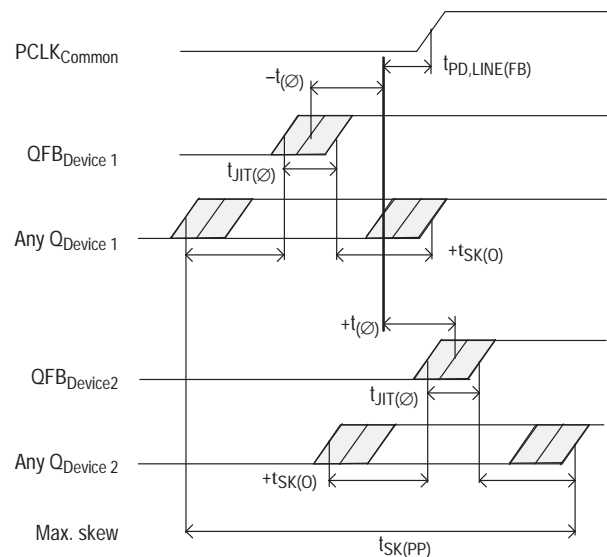 PCLKCommon
tPD,LINE(FB)
–t(∅)
QFBDevice 1
tJIT(∅)
Any QDevice 1
+tSK(O)
+t(∅)
QFBDevice2
tJIT(∅)
Any QDevice 2
+tSK(O)
Max. skew
tSK(PP)